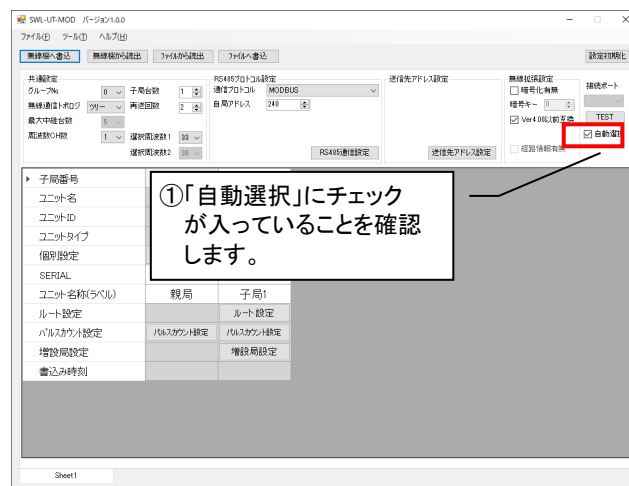 SWL-UT-MOD バージョン1.0.0
ファイル(F) ツール(T) ヘルプ(H)
無線機へ書込 無線機から読出 ファイルから読出 ファイルへ書込 設定初期化
共通設定 RS485プロトコル設定 送信先アドレス設定 無線拡張設定
グループNo. 0 子局台数 1 通信プロトコル MODBUS 暗号化有無 接続ポート
無線通信トポロジ ツリー 再送回数 2 自局アドレス 240 暗号キー 0
最大中継台数 5 Ver4.00以前互換 TEST
周波数CH数 1 選択周波数1 33 自動選択
選択周波数2 RS485通信設定 送信先アドレス設定 経路情報有無
子局番号
ユニット名
ユニットID
ユニットタイプ
個別設定
SERIAL
ユニット名称(ラベル) 親局 子局1
ルート設定 ルート設定
パルスカウント設定 パルスカウント設定 パルスカウント設定
増設局設定 増設局設定
書込み時刻
①「自動選択」にチェック
が入っていることを確認
します。
Sheet1